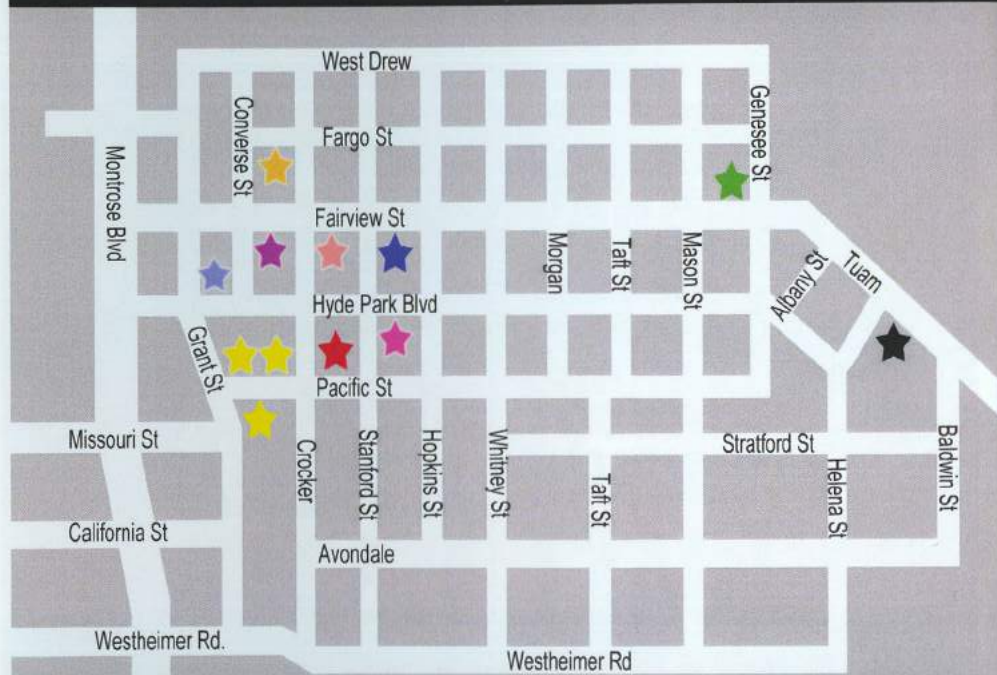 West Drew
Converse St
Genesee St
Fargo St
Montrose Blvd
Fairview St
Morgan
Taft St
Mason St
Albany St
Tuam
Hyde Park Blvd
Grant St
Pacific St
Missouri St
Crocker
Stanford St
Hopkins St
Whitney St
Stratford St
Baldwin St
Taft St
Helena St
California St
Avondale
Westheimer Rd.
Westheimer Rd